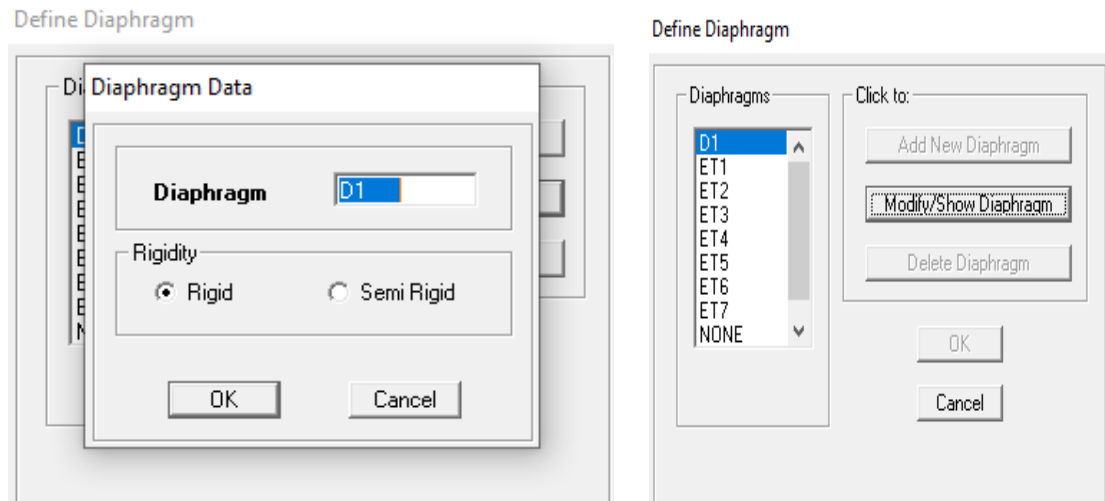 Define Diaphragm
Di
Diaphragm Data
Diaphragm
D1
Rigidity
Rigid
Semi Rigid
OK
Cancel
Define Diaphragm
Diaphragms
D1
ET1
ET2
ET3
ET4
ET5
ET6
ET7
NONE
Click to:
Add New Diaphragm
Modify/Show Diaphragm
Delete Diaphragm
OK
Cancel